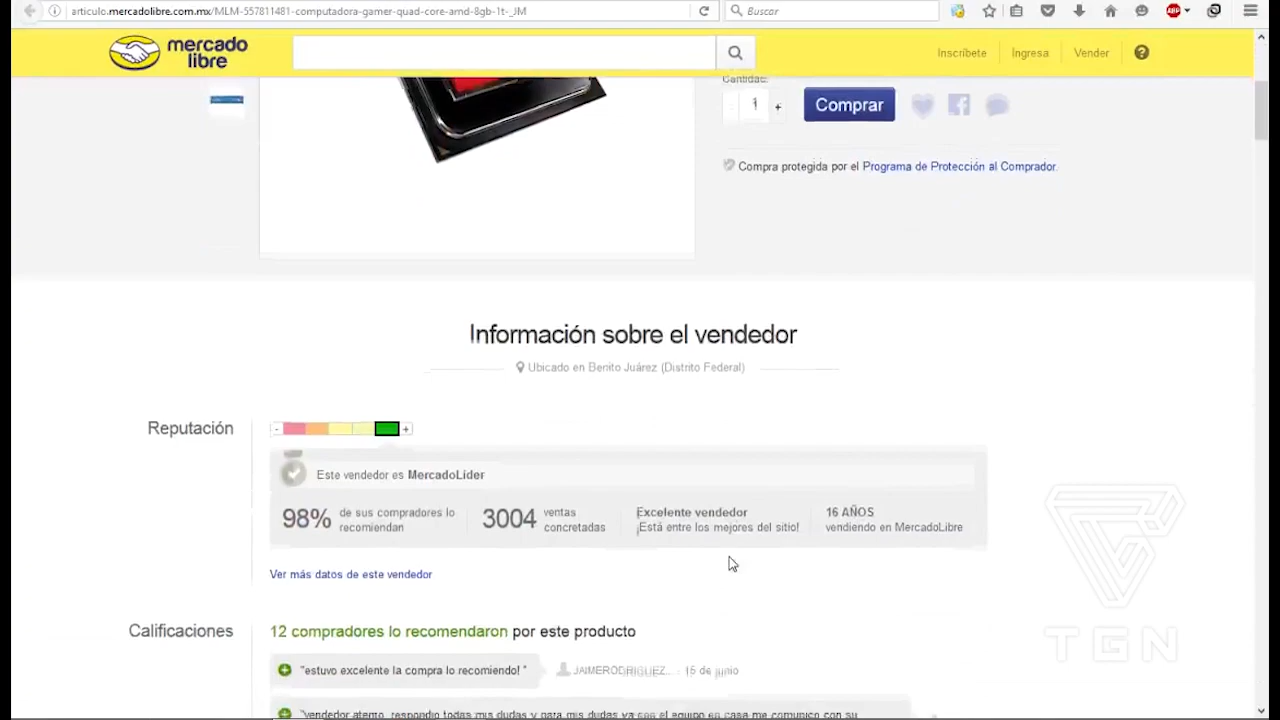 articulo.mercadolibre.com.mx/MLM-557811481-computadora-gamer-quad-core-amd-8gb-1t-_JM
Buscar
ABP
mercado
libre
Inscríbete
Ingresa
Vender
?
Cantidad:
- 1 +
Comprar
Compra protegida por el Programa de Protección al Comprador.
Información sobre el vendedor
Ubicado en Benito Juárez (Distrito Federal)
Reputación
- +
Este vendedor es MercadoLíder
98% de sus compradores lo recomiendan
3004 ventas concretadas
Excelente vendedor
¡Está entre los mejores del sitio!
16 AÑOS
vendiendo en MercadoLibre
Ver más datos de este vendedor
Calificaciones
12 compradores lo recomendaron por este producto
"estuvo excelente la compra lo recomiendo! "
15 de junio
"vendedor atento, respondio todas mis dudas y para mis dudas ya con el equipo en casa me comunico con su
TGN